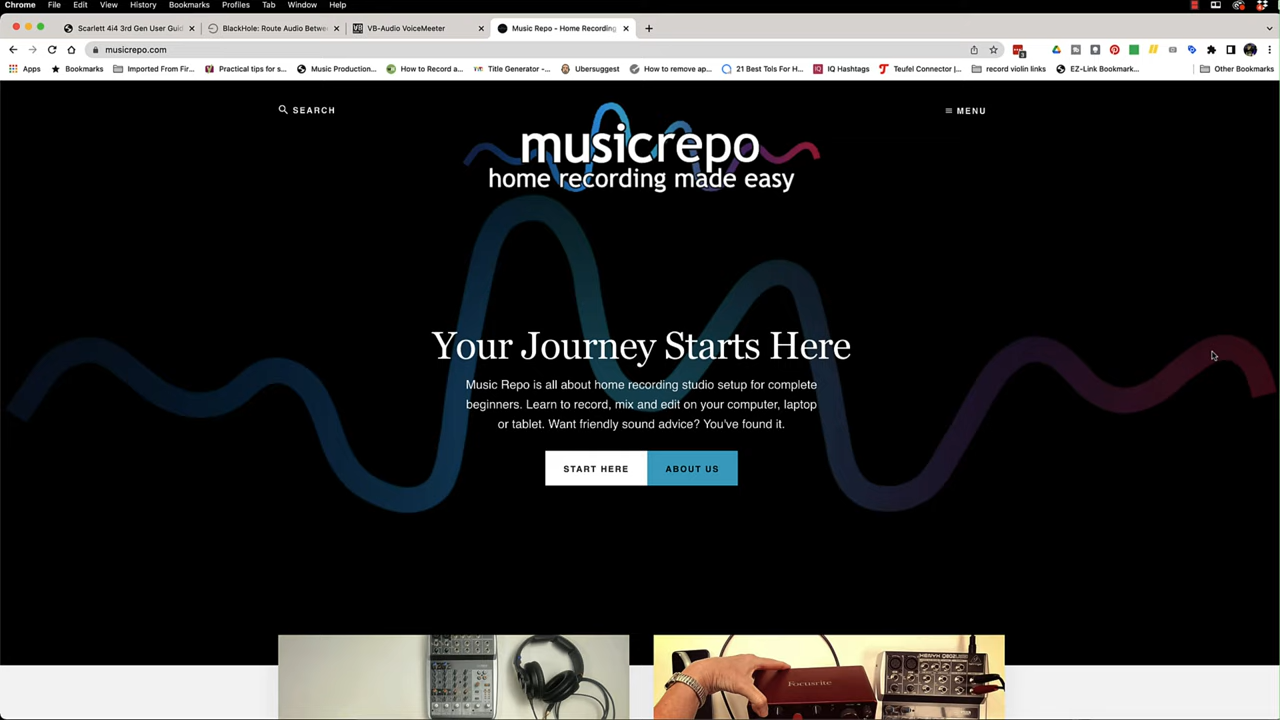 Chrome File Edit View History Bookmarks Profiles Tab Window Help
Scarlett 4i4 3rd Gen User Guid
BlackHole: Route Audio Betwe
VB-Audio VoiceMeeter
Music Repo - Home Recording
musicrepo.com
Apps Bookmarks Imported From Fir... Practical tips for s... Music Production... How to Record a... Title Generator -... Ubersuggest How to remove ap... 21 Best Tols For H... IQ Hashtags Teufel Connector |... record violin links EZ-Link Bookmark... Other Bookmarks
SEARCH
MENU
musicrepo
home recording made easy
Your Journey Starts Here
Music Repo is all about home recording studio setup for complete
beginners. Learn to record, mix and edit on your computer, laptop
or tablet. Want friendly sound advice? You've found it.
START HERE ABOUT US
Focusrite